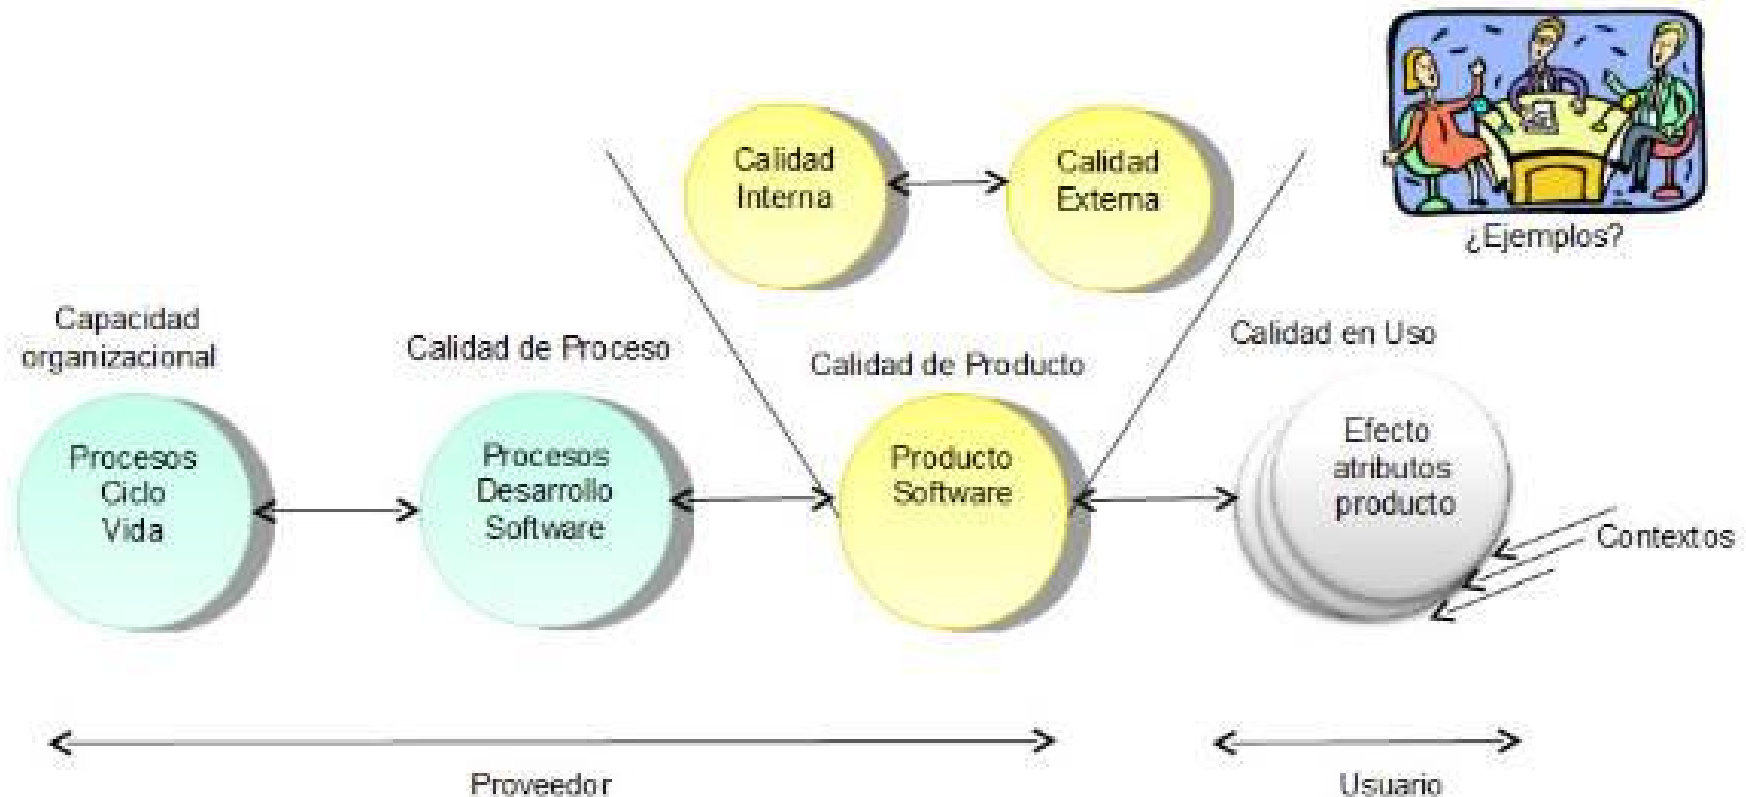 Calidad
Interna
Calidad
Externa
¿Ejemplos?
Capacidad
organizacional
Calidad de Proceso
Calidad de Producto
Calidad en Uso
Procesos
Ciclo
Vida
Procesos
Desarrollo
Software
Producto
Software
Efecto
atributos
producto
Contextos
Proveedor
Usuario